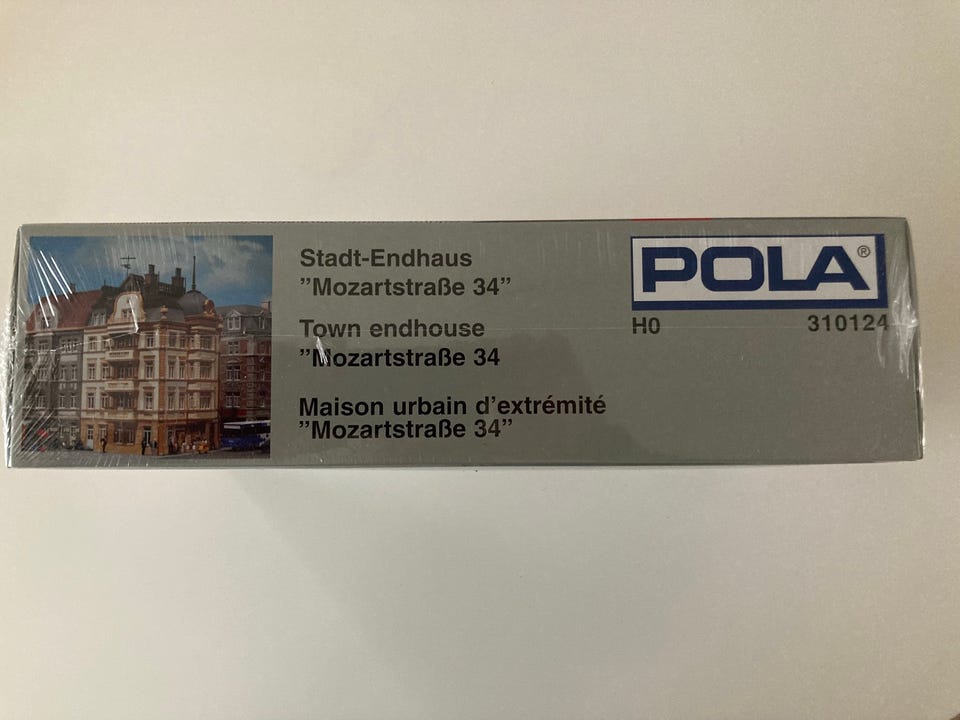 Stadt-Endhaus
”Mozartstraße 34”
Town endhouse
”Mozartstraße 34
Maison urbain d’extrémité
”Mozartstraße 34”
POLA®
H0 310124